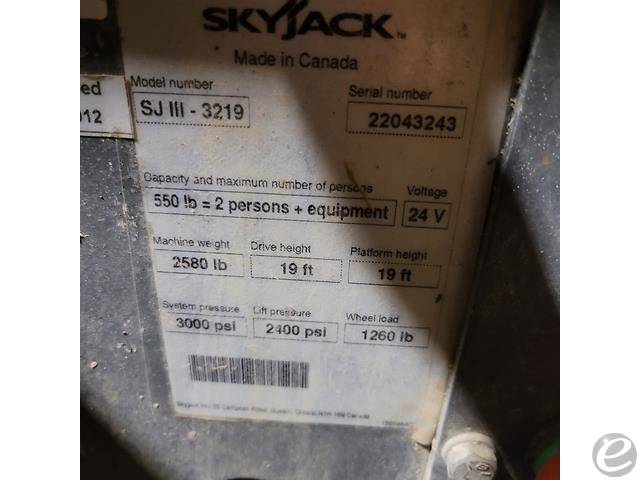 SKYJACK™
Made in Canada
ed
012
Model number
Serial number
SJ III - 3219
22043243
Capacity and maximum number of persons
Voltage
550 lb = 2 persons + equipment
24 V
Machine weight
Drive height
Platform height
2580 lb
19 ft
19 ft
System pressure
Lift pressure
Wheel load
3000 psi
2400 psi
1260 lb
Canada
e